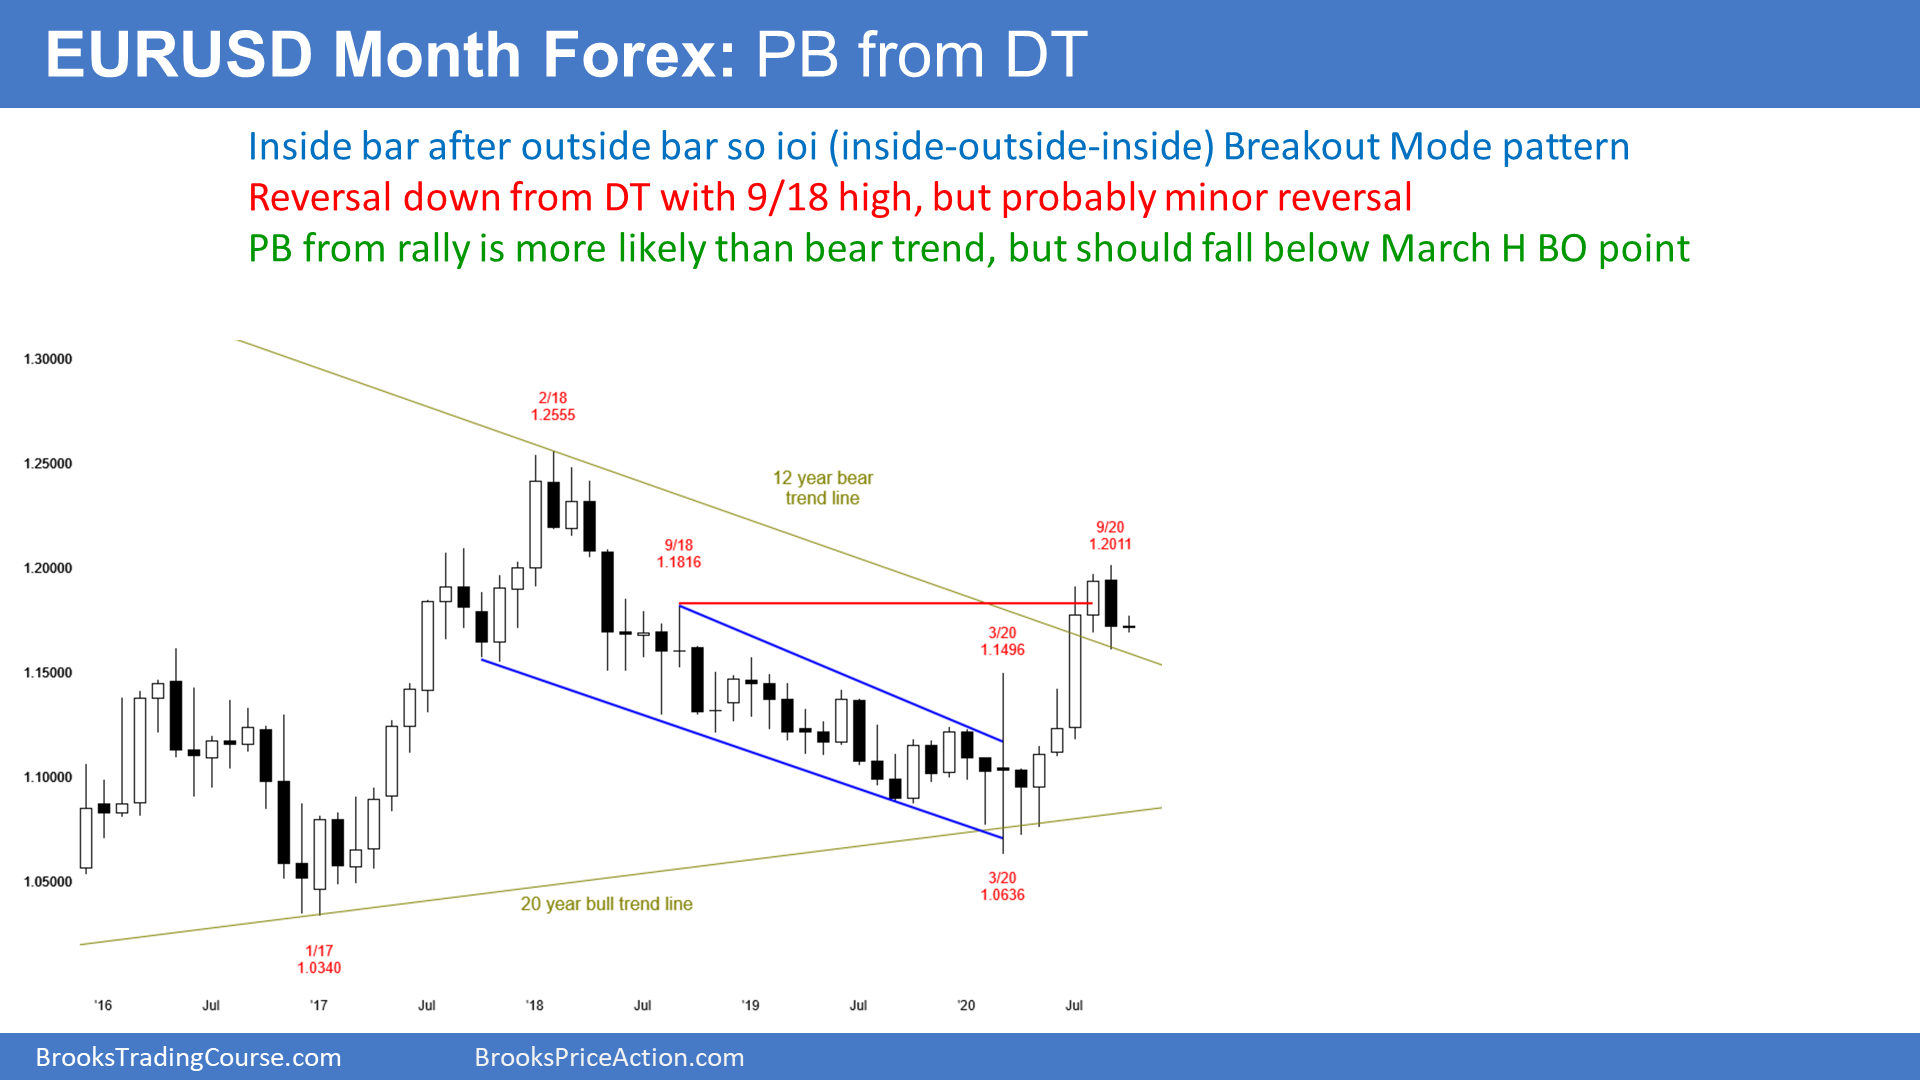 EURUSD Month Forex: PB from DT
Inside bar after outside bar so ioi (inside-outside-inside) Breakout Mode pattern
Reversal down from DT with 9/18 high, but probably minor reversal
PB from rally is more likely than bear trend, but should fall below March H BO point
1.30000
2/18
1.2555
1.25000
12 year bear
trend line
9/20
1.2011
9/18
1.1816
1.20000
3/20
1.1496
1.15000
1.10000
1.05000
3/20
1.0636
20 year bull trend line
1/17
1.0340
'16
Jul
'17
Jul
'18
Jul
'19
Jul
'20
Jul
BrooksTradingCourse.com
BrooksPriceAction.com